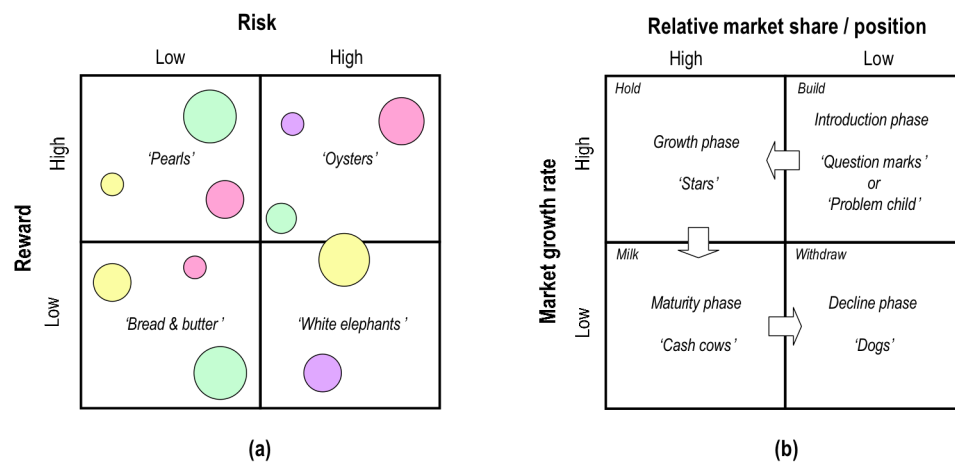 Risk
Low
High
Reward
High
Low
‘Pearls’
‘Oysters’
‘Bread & butter ’
‘White elephants ’
(a)
Relative market share / position
High
Low
Market growth rate
High
Low
Hold
Growth phase
‘Stars’
Build
Introduction phase
‘Question marks ’
or
‘Problem child’
Milk
Maturity phase
‘Cash cows’
Withdraw
Decline phase
‘Dogs’
(b)